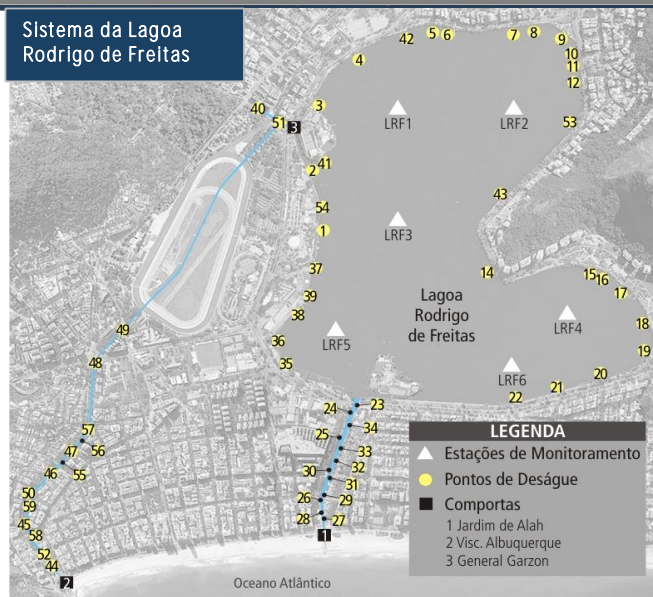 Sistema da Lagoa
Rodrigo de Freitas
42 5 6 7 8 9
10
4
11
12
40 3
51 3
LRF1
LRF2
53
2 41
43
54
LRF3
1
37
14 15 16
39
Lagoa
Rodrigo
de Freitas
17
38
LRF4
18
49
36
LRF5
19
35
48
LRF6
20
21
22
24 23
34
57
25
56
47
33
46 55
30 32
31
50
26 29
59
28 27
45
58
1
52
44
2
LEGENDA
Estações de Monitoramento
Pontos de Deságue
Comportas
1 Jardim de Alah
2 Visc. Albuquerque
3 General Garzon
Oceano Atlântico